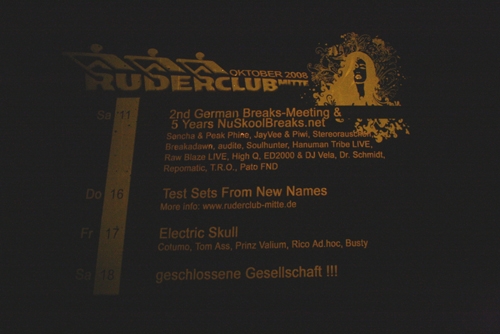 RUDERCLUB MITTE OKTOBER 2008
Sa 11 2nd German Breaks-Meeting &
5 Years NuSkoolBreaks.net
Sancha & Peak Phine, JayVee & Piwi, Stereorauschen,
Breakadawn, audite, Soulhunter, Hanuman Tribe LIVE,
Raw Blaze LIVE, High Q, ED2000 & DJ Vela, Dr. Schmidt,
Repomatic, T.R.O., Pato FND
Do 16 Test Sets From New Names
More info: www.ruderclub-mitte.de
Fr 17 Electric Skull
Columo, Tom Ass, Prinz Valium, Rico Ad.hoc, Busty
Sa 18 geschlossene Gesellschaft !!!